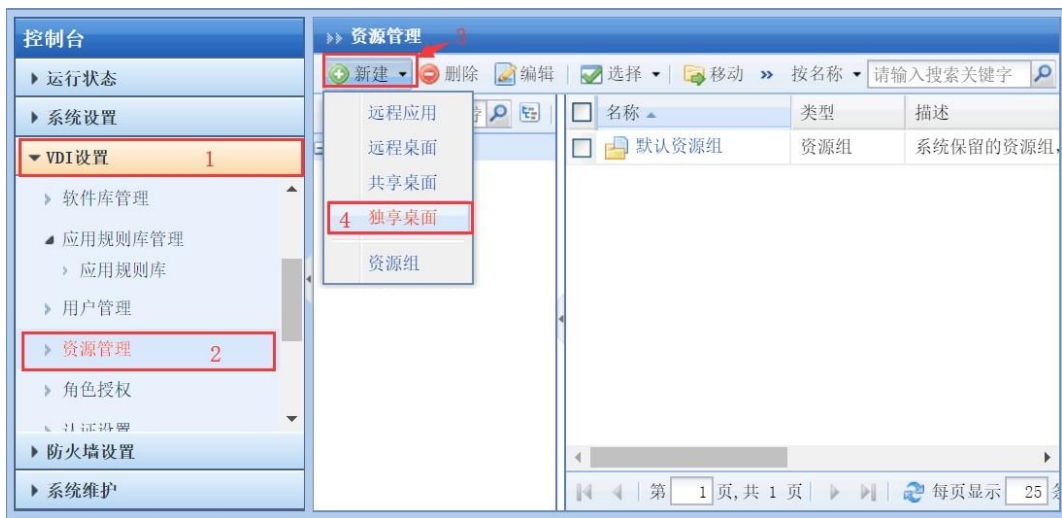 控制台
运行状态
系统设置
VDI设置 1
软件库管理
应用规则库管理
应用规则库
用户管理
资源管理 2
角色授权
认证设置
防火墙设置
系统维护
资源管理 3
新建 删除 编辑 选择 移动 按名称 请输入搜索关键字
远程应用
远程桌面
共享桌面
4 独享桌面
资源组
名称 类型 描述
默认资源组 资源组 系统保留的资源组,
第 1 页,共 1 页 每页显示 25